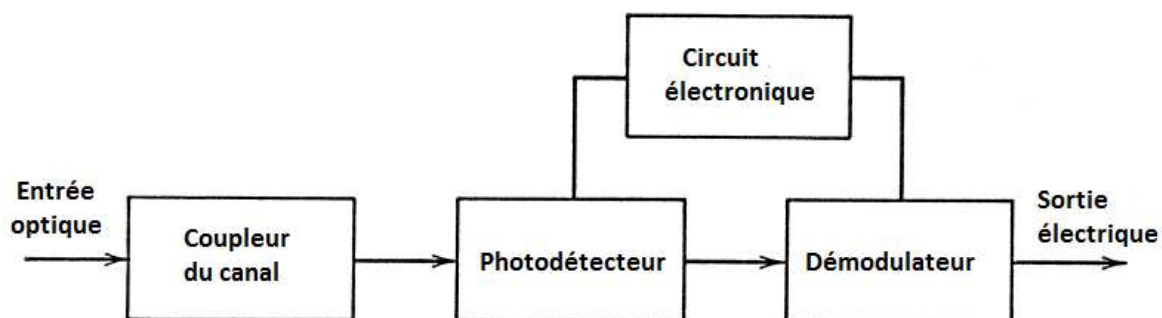 Circuit
électronique
Entrée
optique
Coupleur
du canal
Photodétecteur
Démodulateur
Sortie
électrique